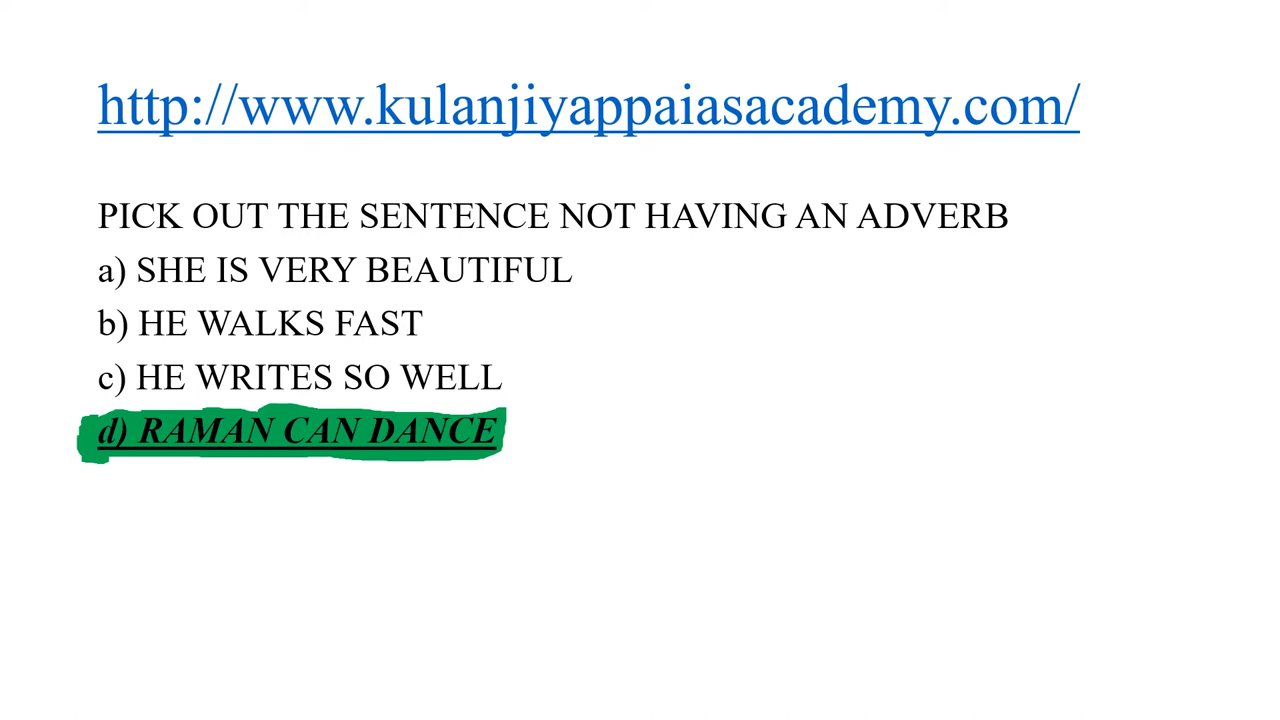 http://www.kulanjiyappaiasacademy.com/
PICK OUT THE SENTENCE NOT HAVING AN ADVERB
a) SHE IS VERY BEAUTIFUL
b) HE WALKS FAST
c) HE WRITES SO WELL
d) RAMAN CAN DANCE